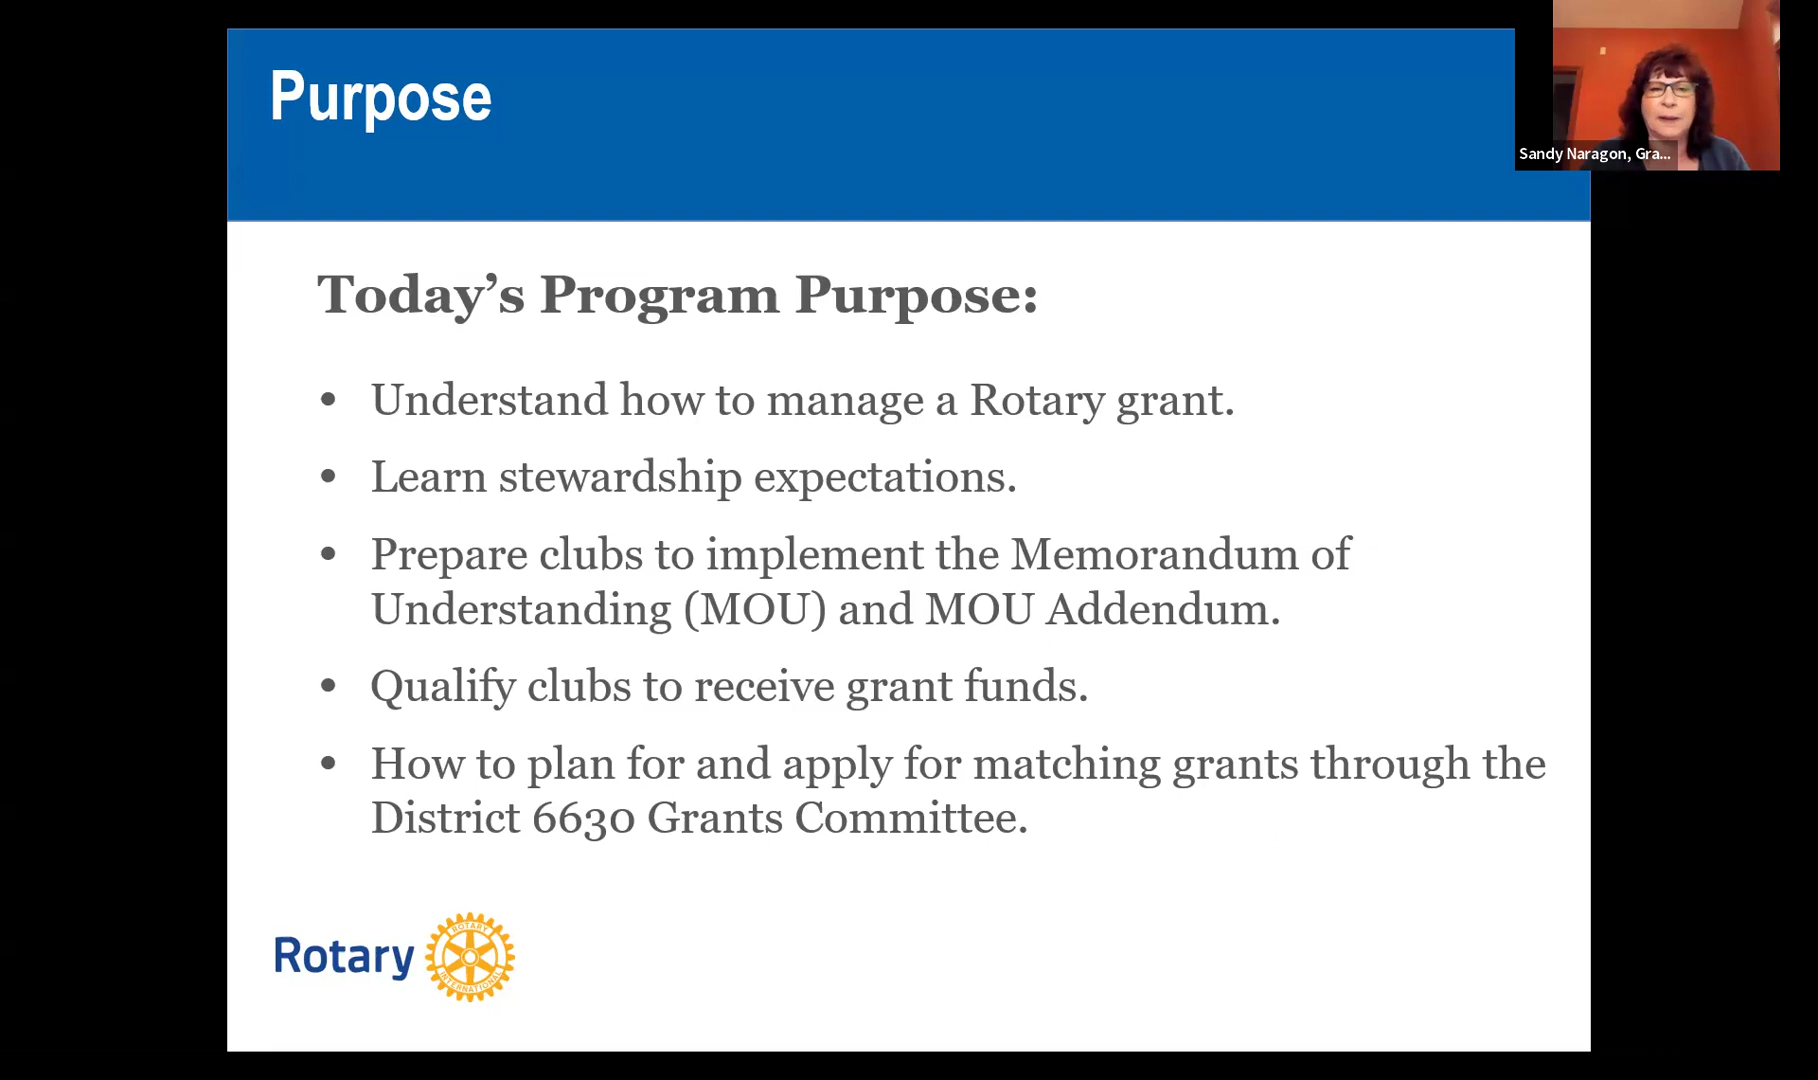 Purpose
Sandy Naragon, Gra...
Today's Program Purpose:
• Understand how to manage a Rotary grant.
• Learn stewardship expectations.
• Prepare clubs to implement the Memorandum of
Understanding (MOU) and MOU Addendum.
• Qualify clubs to receive grant funds.
• How to plan for and apply for matching grants through the
District 6630 Grants Committee.
Rotary
ROTARY
INTERNATIONAL